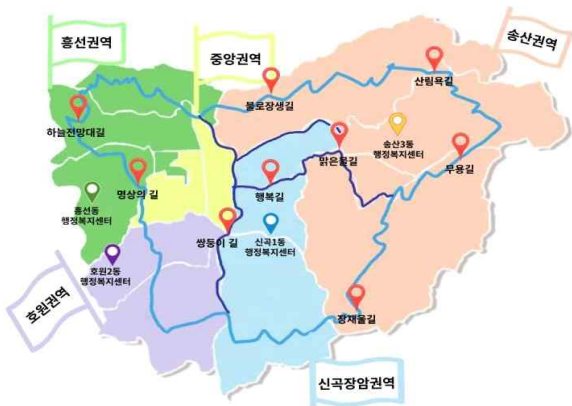 흥선권역
중앙권역
송산권역
산림욕길
불로장생길
하늘전망대길
송산3동
행정복지센터
맑은물길
무용길
명상의 길
행복길
흥선동
행정복지센터
쌍둥이 길
신곡1동
행정복지센터
호원2동
행정복지센터
호원권역
장재울길
신곡장암권역